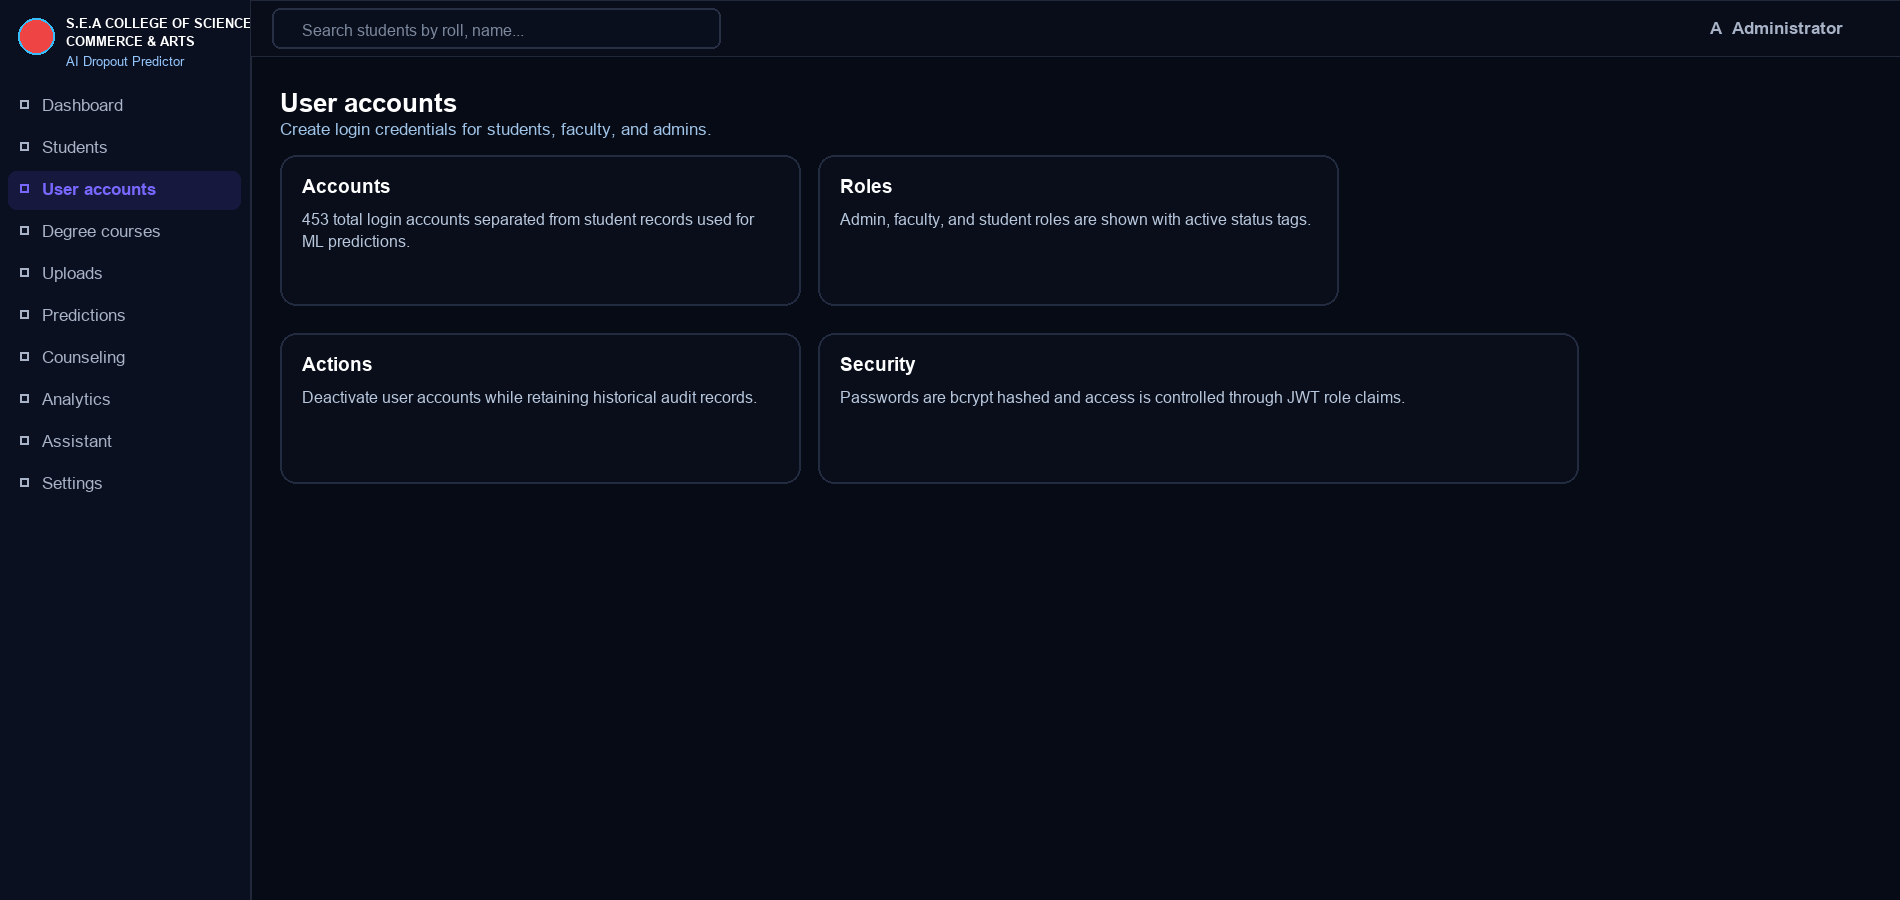 S.E.A COLLEGE OF SCIENCE
COMMERCE & ARTS
AI Dropout Predictor
Dashboard
Students
User accounts
Degree courses
Uploads
Predictions
Counseling
Analytics
Assistant
Settings
Search students by roll, name...
A Administrator
User accounts
Create login credentials for students, faculty, and admins.
Accounts
453 total login accounts separated from student records used for
ML predictions.
Roles
Admin, faculty, and student roles are shown with active status tags.
Actions
Deactivate user accounts while retaining historical audit records.
Security
Passwords are bcrypt hashed and access is controlled through JWT role claims.